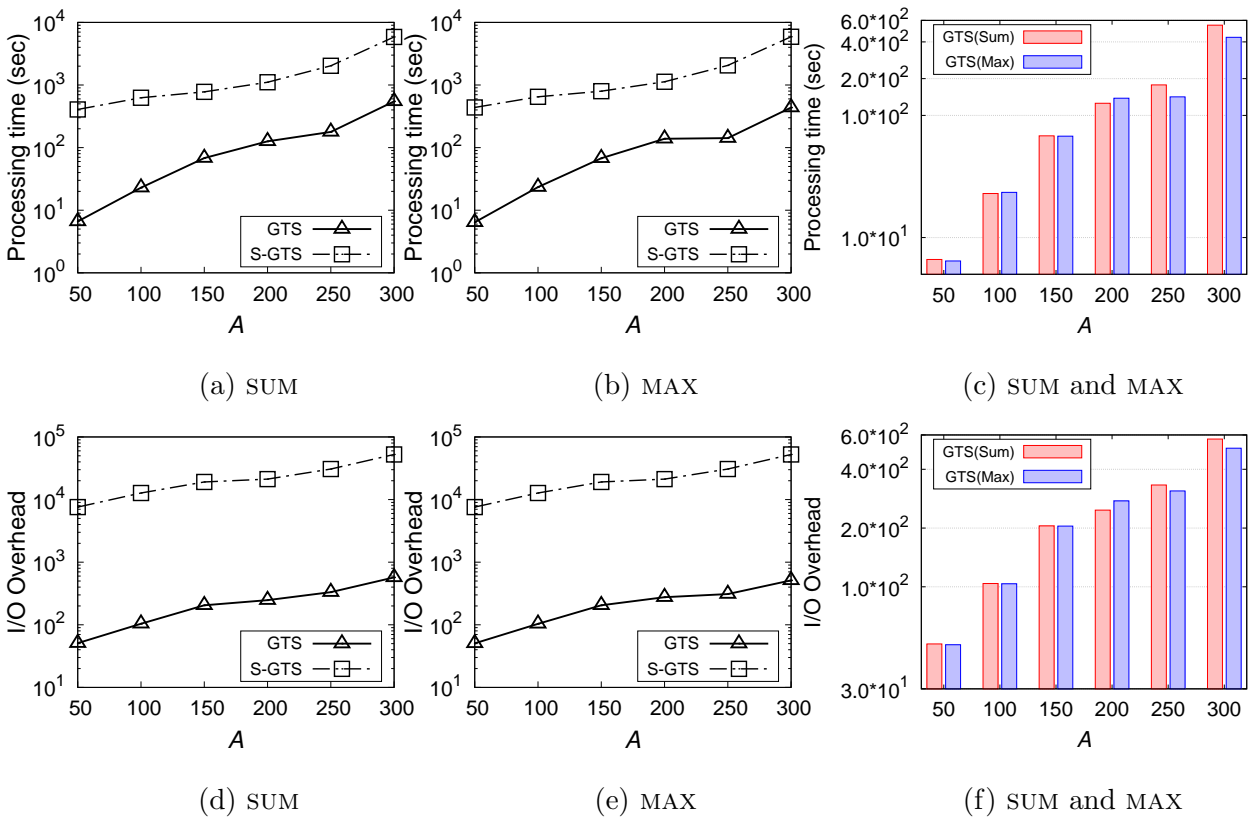 Processing time (sec)
10^4
10^3
10^2
10^1
10^0
GTS
S-GTS
50 100 150 200 250 300
A
(a) SUM
Processing time (sec)
10^4
10^3
10^2
10^1
10^0
GTS
S-GTS
50 100 150 200 250 300
A
(b) MAX
Processing time (sec)
6.0*10^2
4.0*10^2
2.0*10^2
1.0*10^2
1.0*10^1
GTS(Sum)
GTS(Max)
50 100 150 200 250 300
A
(c) SUM and MAX
I/O Overhead
10^5
10^4
10^3
10^2
10^1
GTS
S-GTS
50 100 150 200 250 300
A
(d) SUM
I/O Overhead
10^5
10^4
10^3
10^2
10^1
GTS
S-GTS
50 100 150 200 250 300
A
(e) MAX
I/O Overhead
6.0*10^2
4.0*10^2
2.0*10^2
1.0*10^2
3.0*10^1
GTS(Sum)
GTS(Max)
50 100 150 200 250 300
A
(f) SUM and MAX